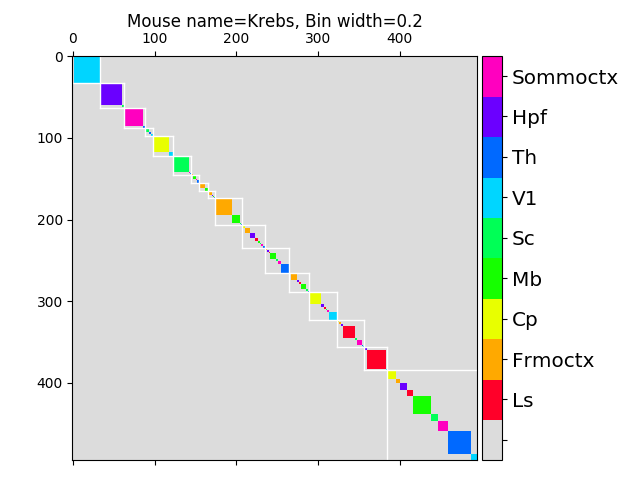 Mouse name=Krebs, Bin width=0.2
0 100 200 300 400
0
100
200
300
400
Sommoctx
Hpf
Th
V1
Sc
Mb
Cp
Frmoctx
Ls